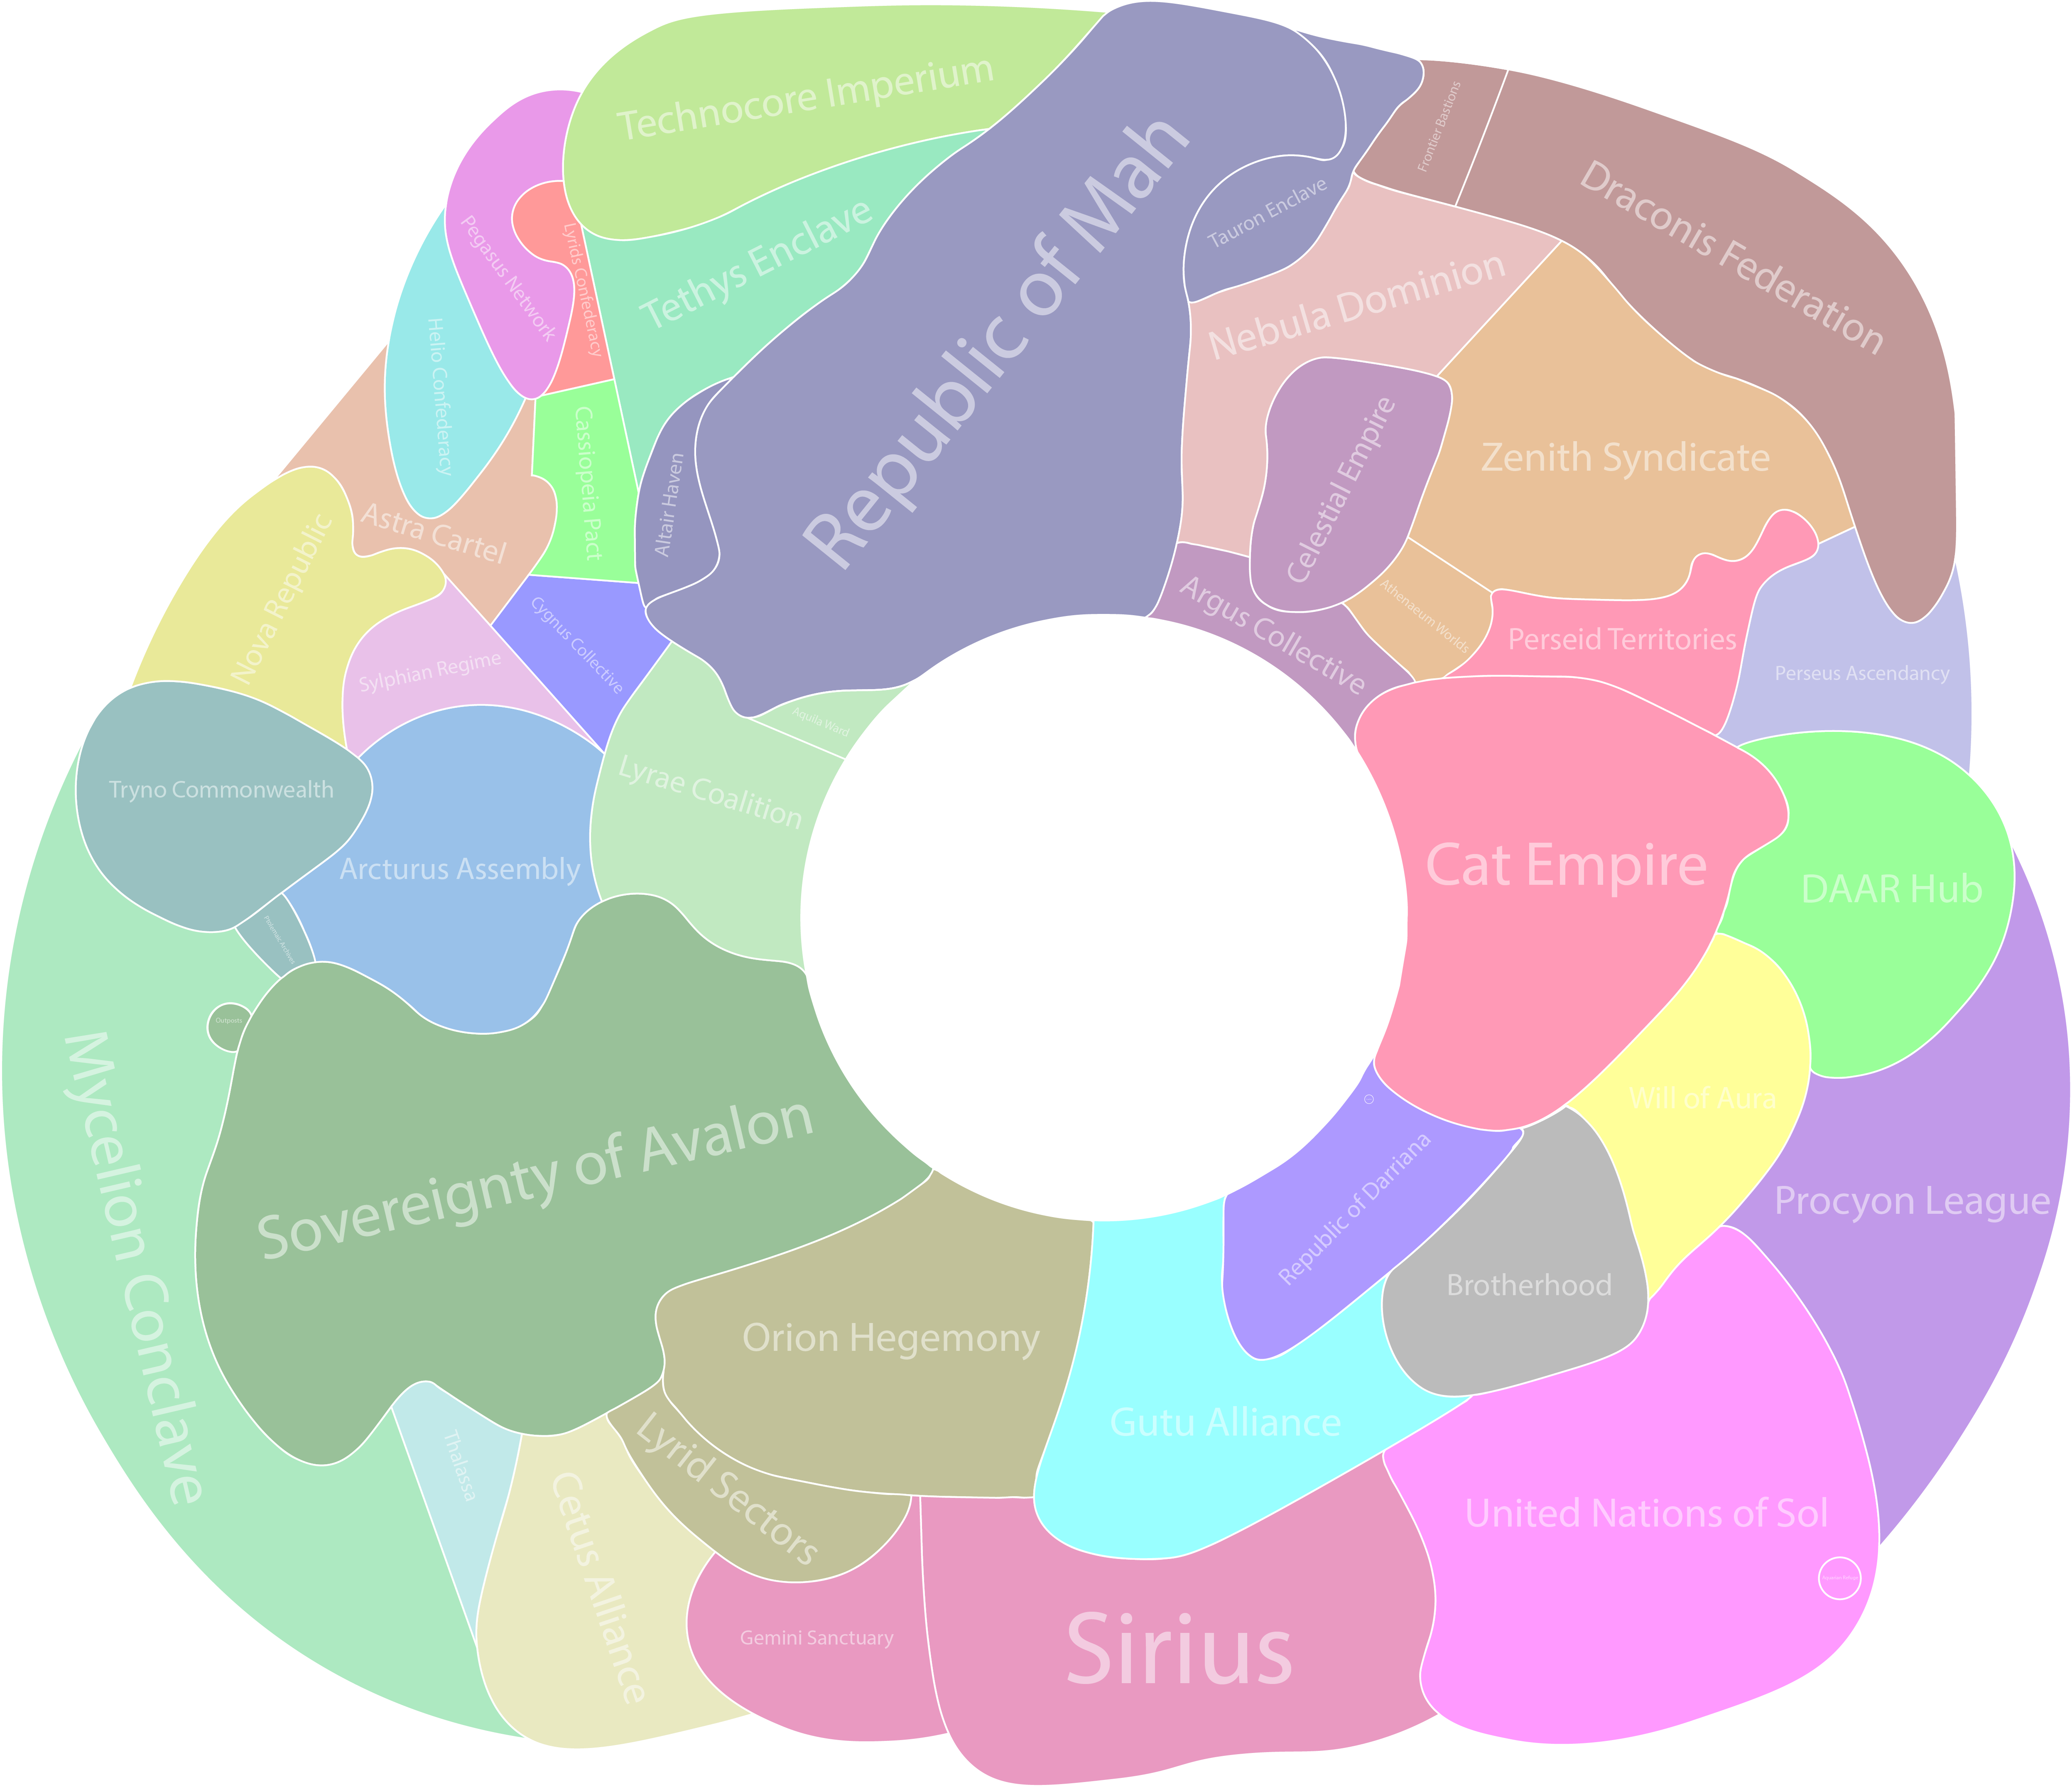 Technocore Imperium
Republic of Mah
Frontier Bastions
Draconis Federation
Pegasus Network
Lyrids Confederacy
Tethys Enclave
Tauron Enclave
Nebula Dominion
Helio Confederacy
Cassiopeia Pact
Altair Haven
Celestial Empire
Zenith Syndicate
Astra Cartel
Nova Republic
Cygnus Collective
Argus Collective
Athenaeum Worlds
Perseid Territories
Perseus Ascendancy
Sylphian Regime
Aquila Ward
Lyrae Coalition
Tryno Commonwealth
Arcturus Assembly
Cat Empire
DAAR Hub
Outposts
Will of Aura
Mycelion Conclave
Sovereignty of Avalon
Republic of Darriana
Procyon League
Brotherhood
Orion Hegemony
Gutu Alliance
Thalassa
Cetus Alliance
Lyrid Sectors
United Nations of Sol
Gemini Sanctuary
Sirius